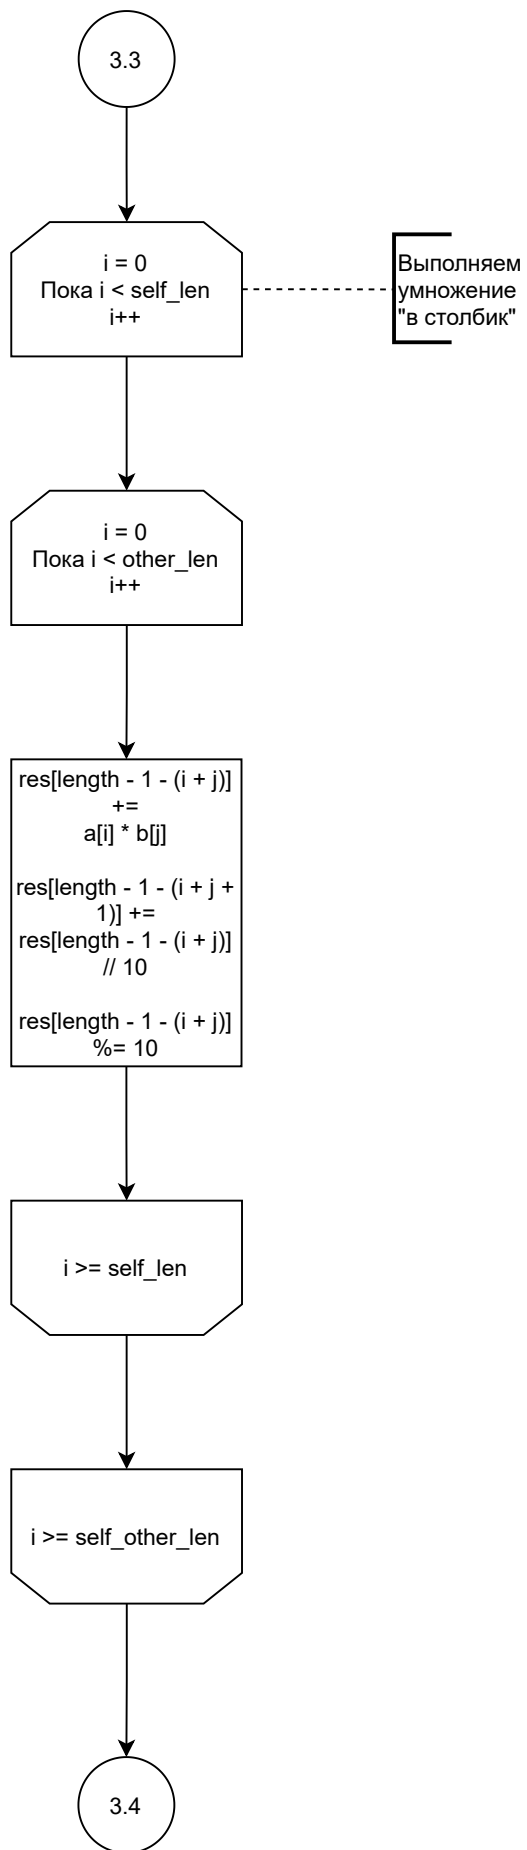 3.3
i = 0
Пока i < self_len
i++
Выполняем
умножение
"в столбик"
i = 0
Пока i < other_len
i++
res[length - 1 - (i + j)]
+=
a[i] * b[j]
res[length - 1 - (i + j +
1)] +=
res[length - 1 - (i + j)]
// 10
res[length - 1 - (i + j)]
%= 10
i >= self_len
i >= self_other_len
3.4